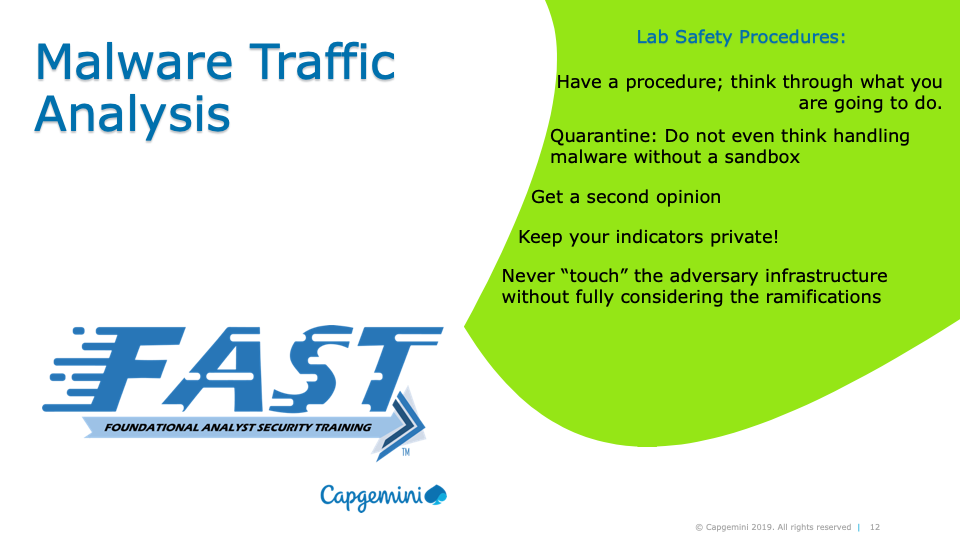 Malware Traffic
Analysis
Lab Safety Procedures:
Have a procedure; think through what you
are going to do.
Quarantine: Do not even think handling
malware without a sandbox
Get a second opinion
Keep your indicators private!
Never “touch” the adversary infrastructure
without fully considering the ramifications
FAST
FOUNDATIONAL ANALYST SECURITY TRAINING
TM
Capgemini
© Capgemini 2019. All rights reserved | 12